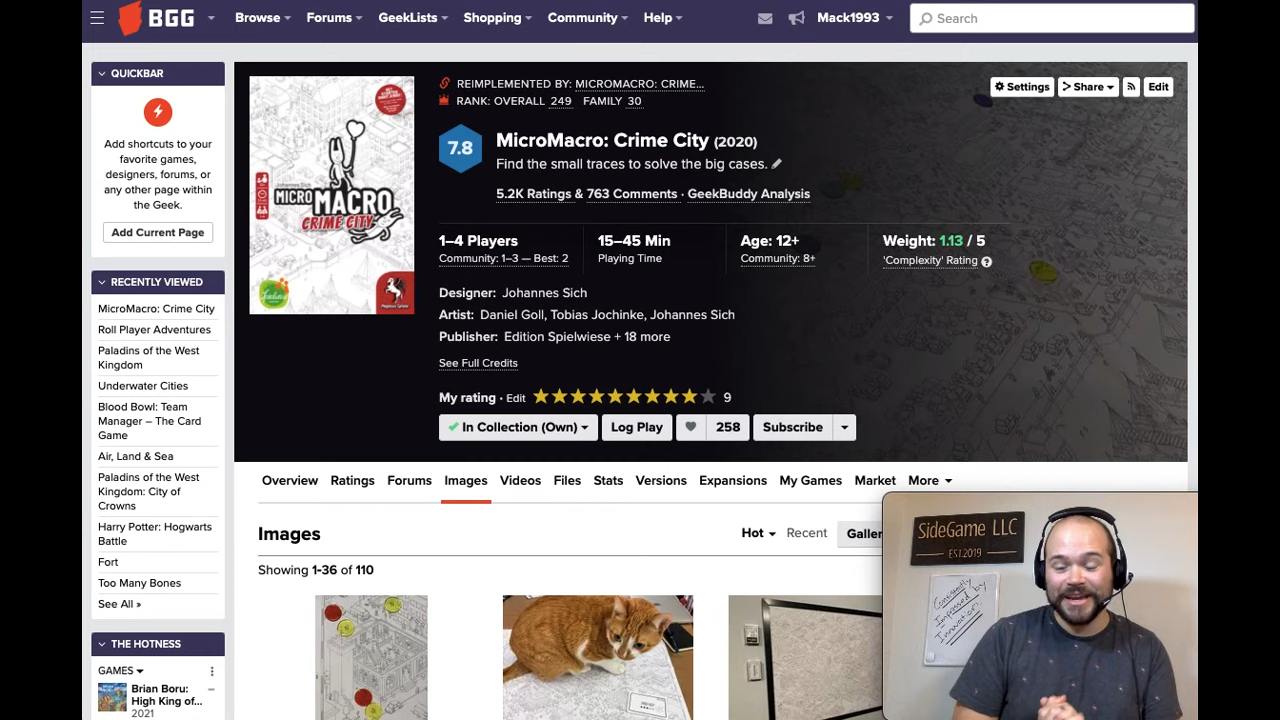 BGG
Browse
Forums
GeekLists
Shopping
Community
Help
Mack1993
Search
QUICKBAR
Add shortcuts to your
favorite games,
designers, forums, or
any other page within
the Geek.
Add Current Page
RECENTLY VIEWED
MicroMacro: Crime City
Roll Player Adventures
Paladins of the West
Kingdom
Underwater Cities
Blood Bowl: Team
Manager – The Card
Game
Air, Land & Sea
Paladins of the West
Kingdom: City of
Crowns
Harry Potter: Hogwarts
Battle
Fort
Too Many Bones
See All »
THE HOTNESS
GAMES
Brian Boru:
High King of...
2021
Johannes Sich
MICRO
MACRO
CRIME CITY
REIMPLEMENTED BY: MICROMACRO: CRIME...
RANK: OVERALL 249 FAMILY 30
Settings
Share
Edit
7.8
MicroMacro: Crime City (2020)
Find the small traces to solve the big cases.
5.2K Ratings & 763 Comments · GeekBuddy Analysis
1–4 Players
Community: 1–3 — Best: 2
15–45 Min
Playing Time
Age: 12+
Community: 8+
Weight: 1.13 / 5
'Complexity' Rating
Designer: Johannes Sich
Artist: Daniel Goll, Tobias Jochinke, Johannes Sich
Publisher: Edition Spielwiese + 18 more
See Full Credits
My rating · Edit
9
In Collection (Own)
Log Play
258
Subscribe
Overview
Ratings
Forums
Images
Videos
Files
Stats
Versions
Expansions
My Games
Market
More
Images
Hot
Recent
Galler
Showing 1-36 of 110
SideGame LLC
EST.2019
Consistently
Impressed by
Innovation.